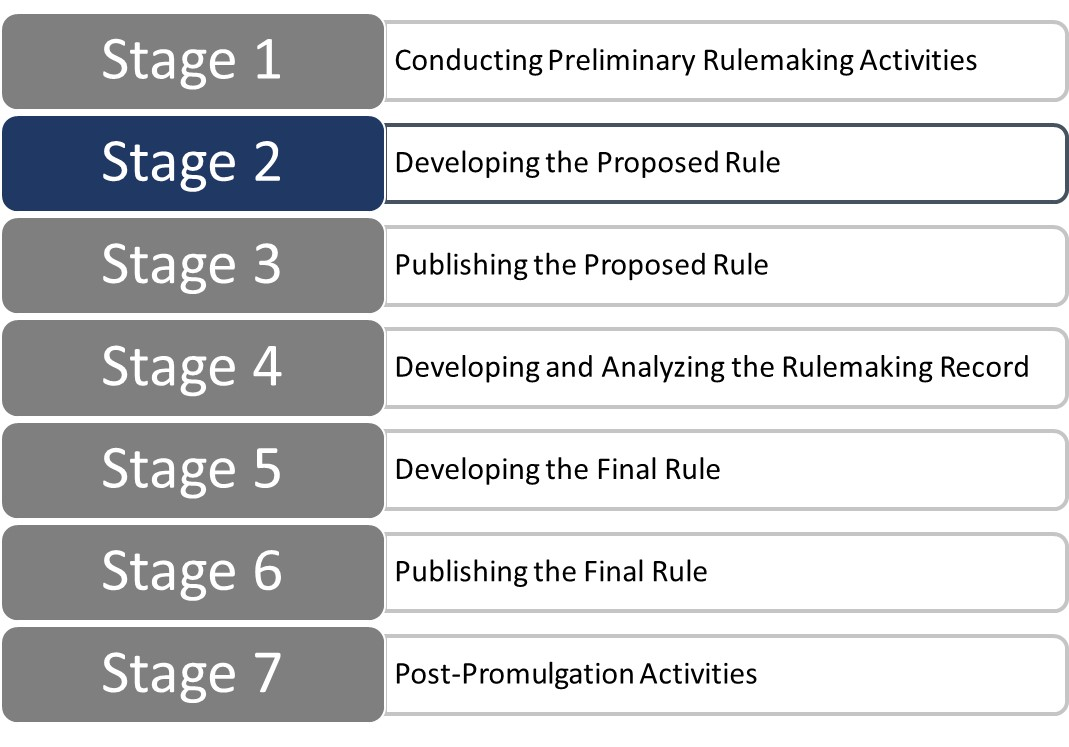 Stage 1
Conducting Preliminary Rulemaking Activities
Stage 2
Developing the Proposed Rule
Stage 3
Publishing the Proposed Rule
Stage 4
Developing and Analyzing the Rulemaking Record
Stage 5
Developing the Final Rule
Stage 6
Publishing the Final Rule
Stage 7
Post-Promulgation Activities